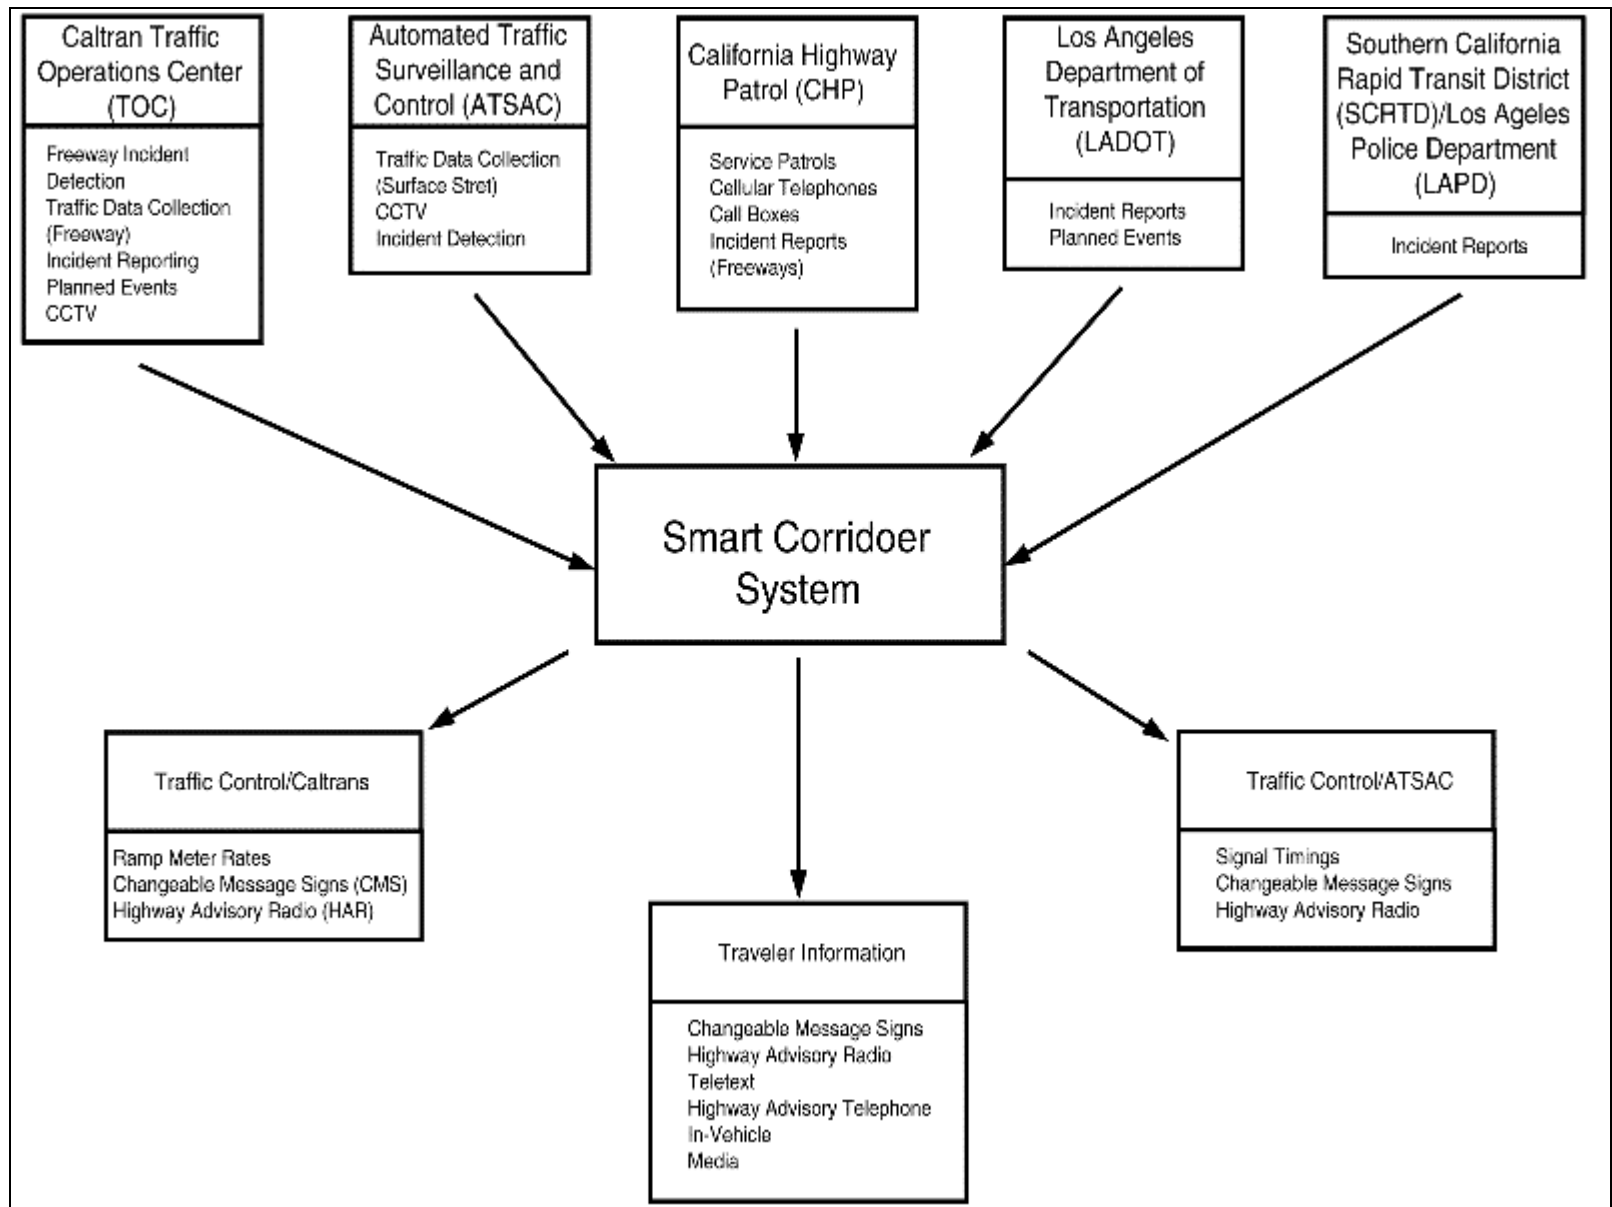 Caltran Traffic
Operations Center
(TOC)
Freeway Incident
Detection
Traffic Data Collection
(Freeway)
Incident Reporting
Planned Events
CCTV
Automated Traffic
Surveillance and
Control (ATSAC)
Traffic Data Collection
(Surface Stret)
CCTV
Incident Detection
California Highway
Patrol (CHP)
Service Patrols
Cellular Telephones
Call Boxes
Incident Reports
(Freeways)
Los Angeles
Department of
Transportation
(LADOT)
Incident Reports
Planned Events
Southern California
Rapid Transit District
(SCRTD)/Los Ageles
Police Department
(LAPD)
Incident Reports
Smart Corridoer
System
Traffic Control/Caltrans
Ramp Meter Rates
Changeable Message Signs (CMS)
Highway Advisory Radio (HAR)
Traveler Information
Changeable Message Signs
Highway Advisory Radio
Teletext
Highway Advisory Telephone
In-Vehicle
Media
Traffic Control/ATSAC
Signal Timings
Changeable Message Signs
Highway Advisory Radio